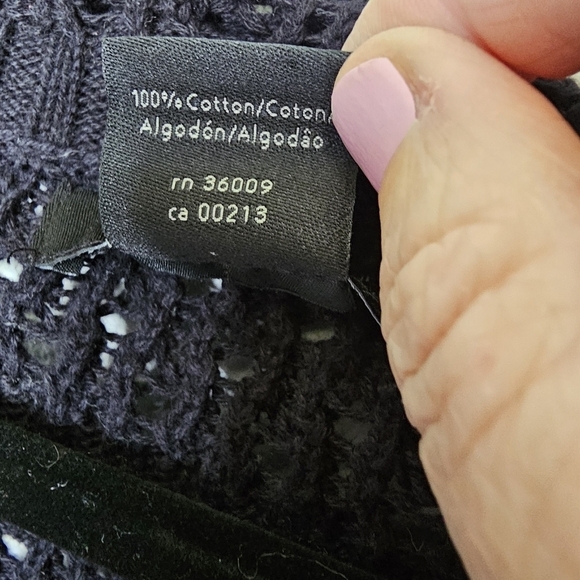 100% Cotton/Coton/
Algodón/Algodão
rn 36009
ca 00213